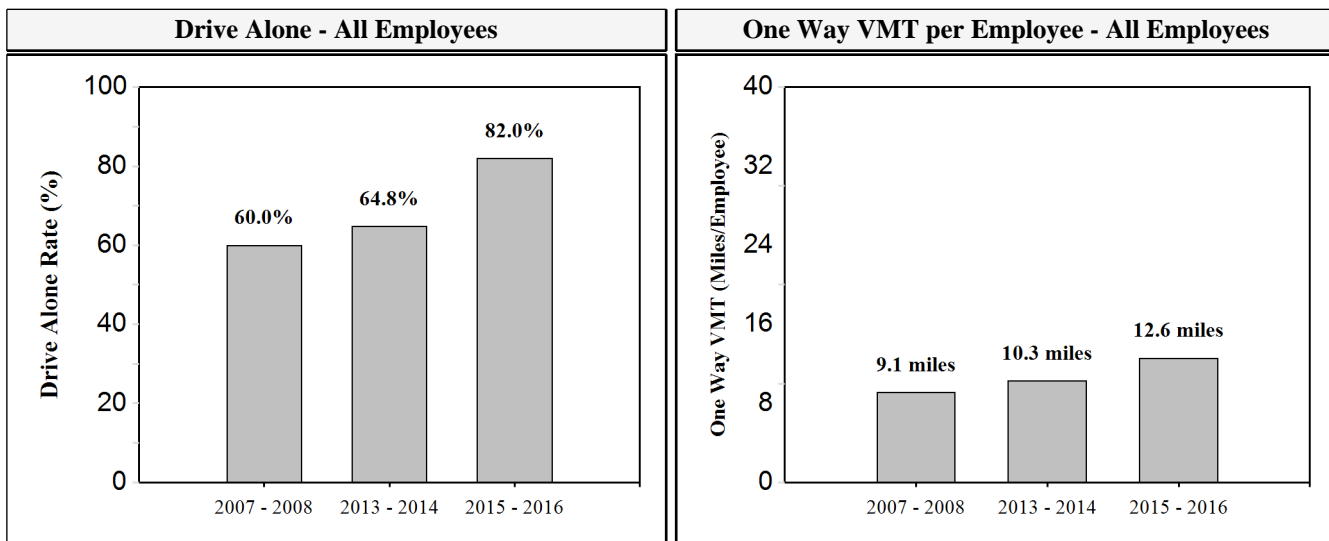 Drive Alone - All Employees
One Way VMT per Employee - All Employees
Drive Alone Rate (%)
100
80
60
40
20
0
60.0%
64.8%
82.0%
2007 - 2008
2013 - 2014
2015 - 2016
One Way VMT (Miles/Employee)
40
32
24
16
8
0
9.1 miles
10.3 miles
12.6 miles
2007 - 2008
2013 - 2014
2015 - 2016